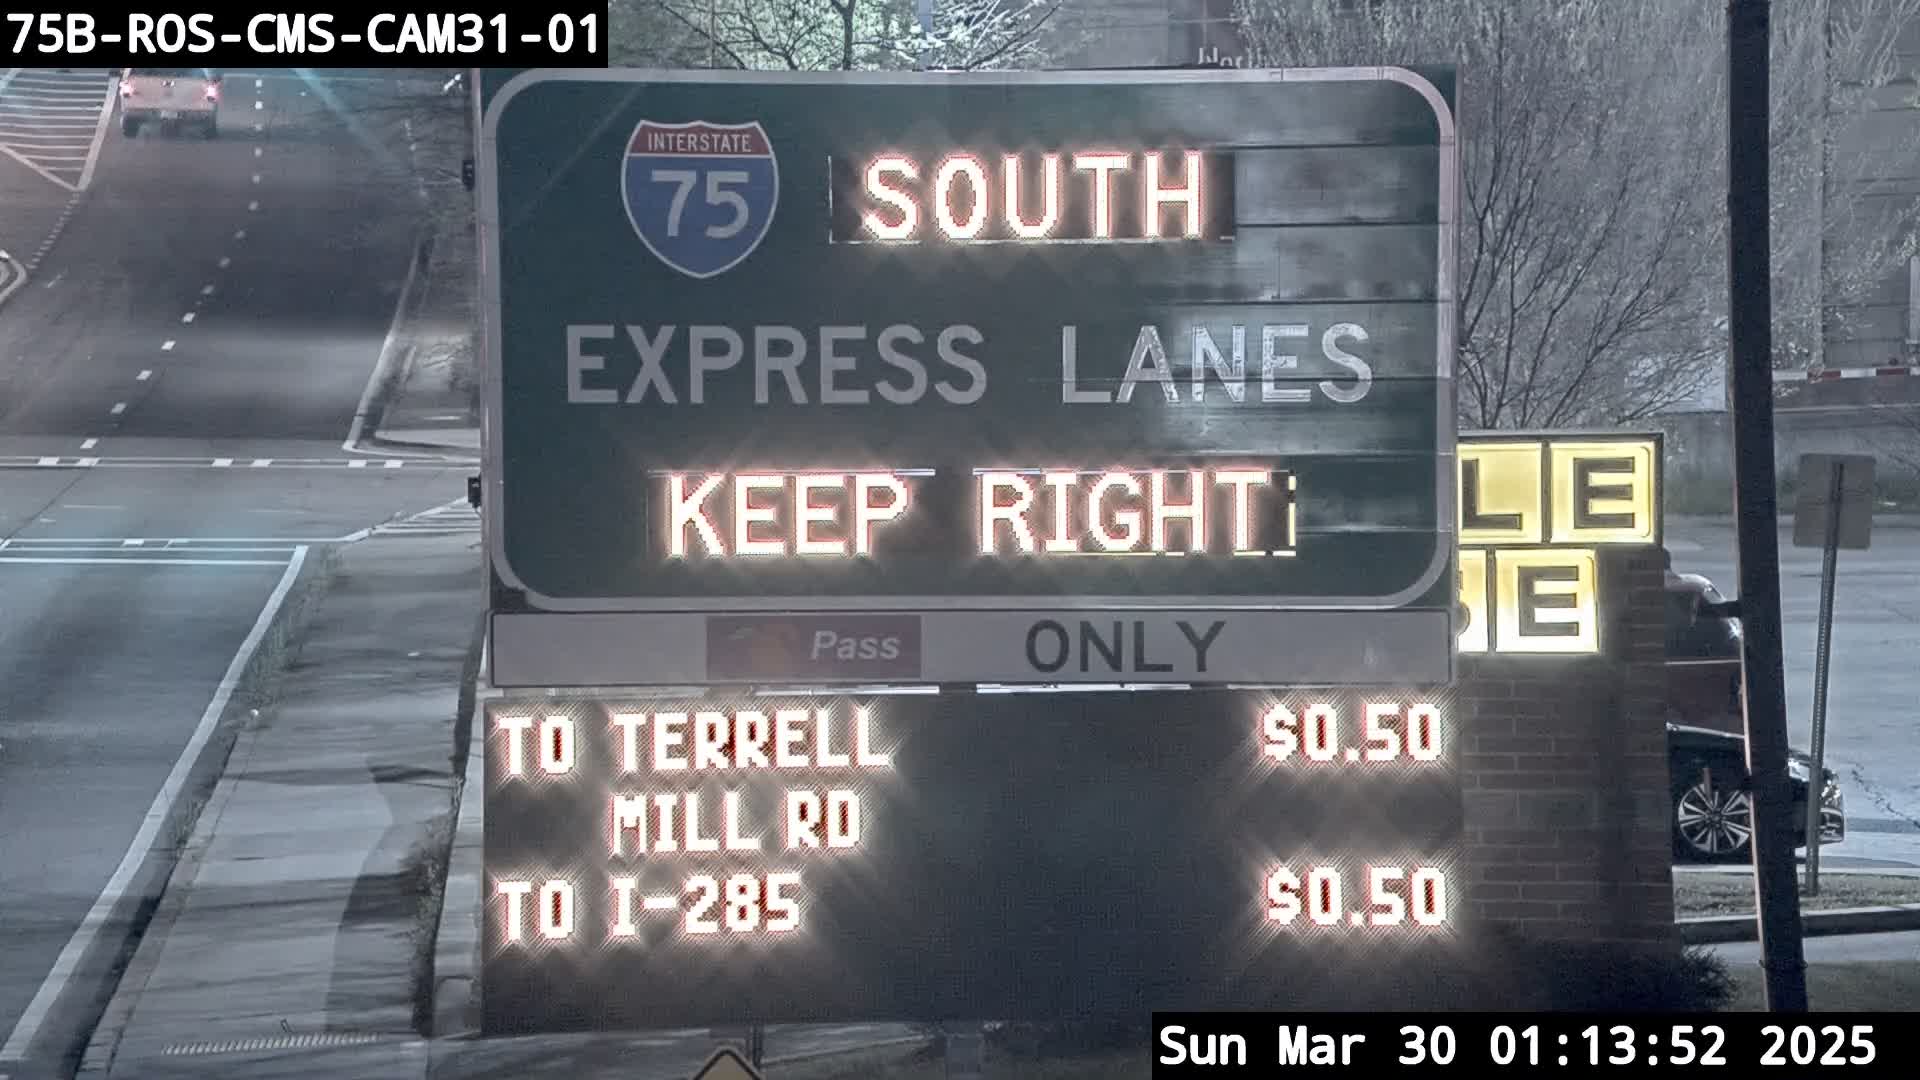 75B-ROS-CMS-CAM31-01
INTERSTATE
75
SOUTH
EXPRESS LANES
KEEP RIGHT
Pass ONLY
TO TERRELL $0.50
MILL RD
TO I-285 $0.50
LE
E
Sun Mar 30 01:13:52 2025